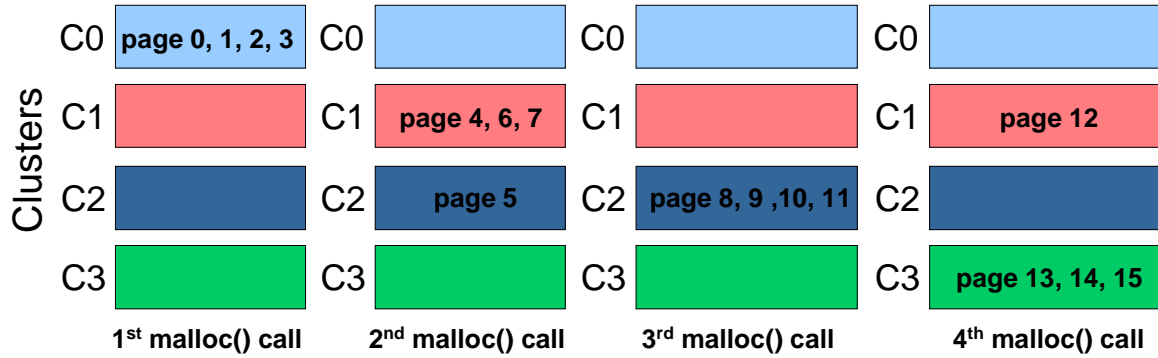 Clusters
C0 page 0, 1, 2, 3 C0 C0 C0
C1 C1 page 4, 6, 7 C1 C1 page 12
C2 C2 page 5 C2 page 8, 9 ,10, 11 C2
C3 C3 C3 C3 page 13, 14, 15
1st malloc() call 2nd malloc() call 3rd malloc() call 4th malloc() call